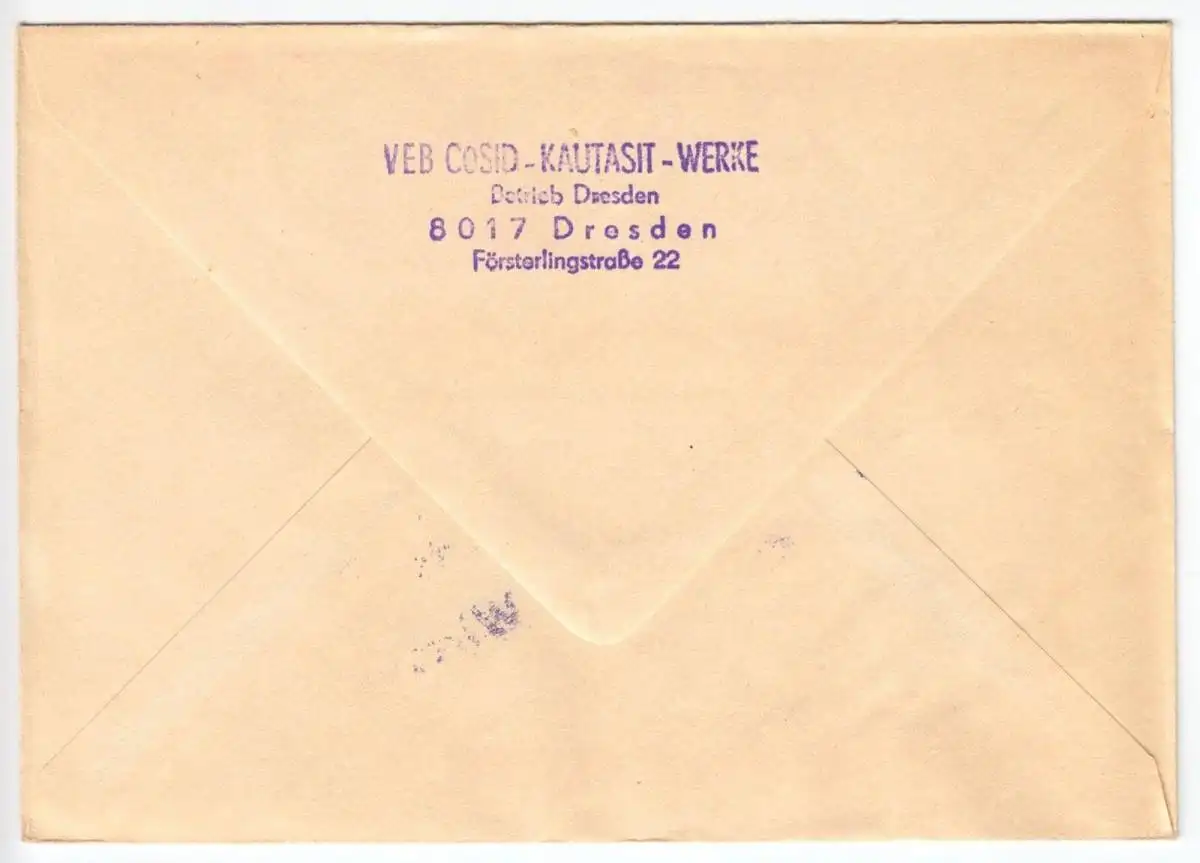 VEB CoSID-KAUTASIT-WERKE
Betrieb Dresden
8017 Dresden
Försterlingstraße 22